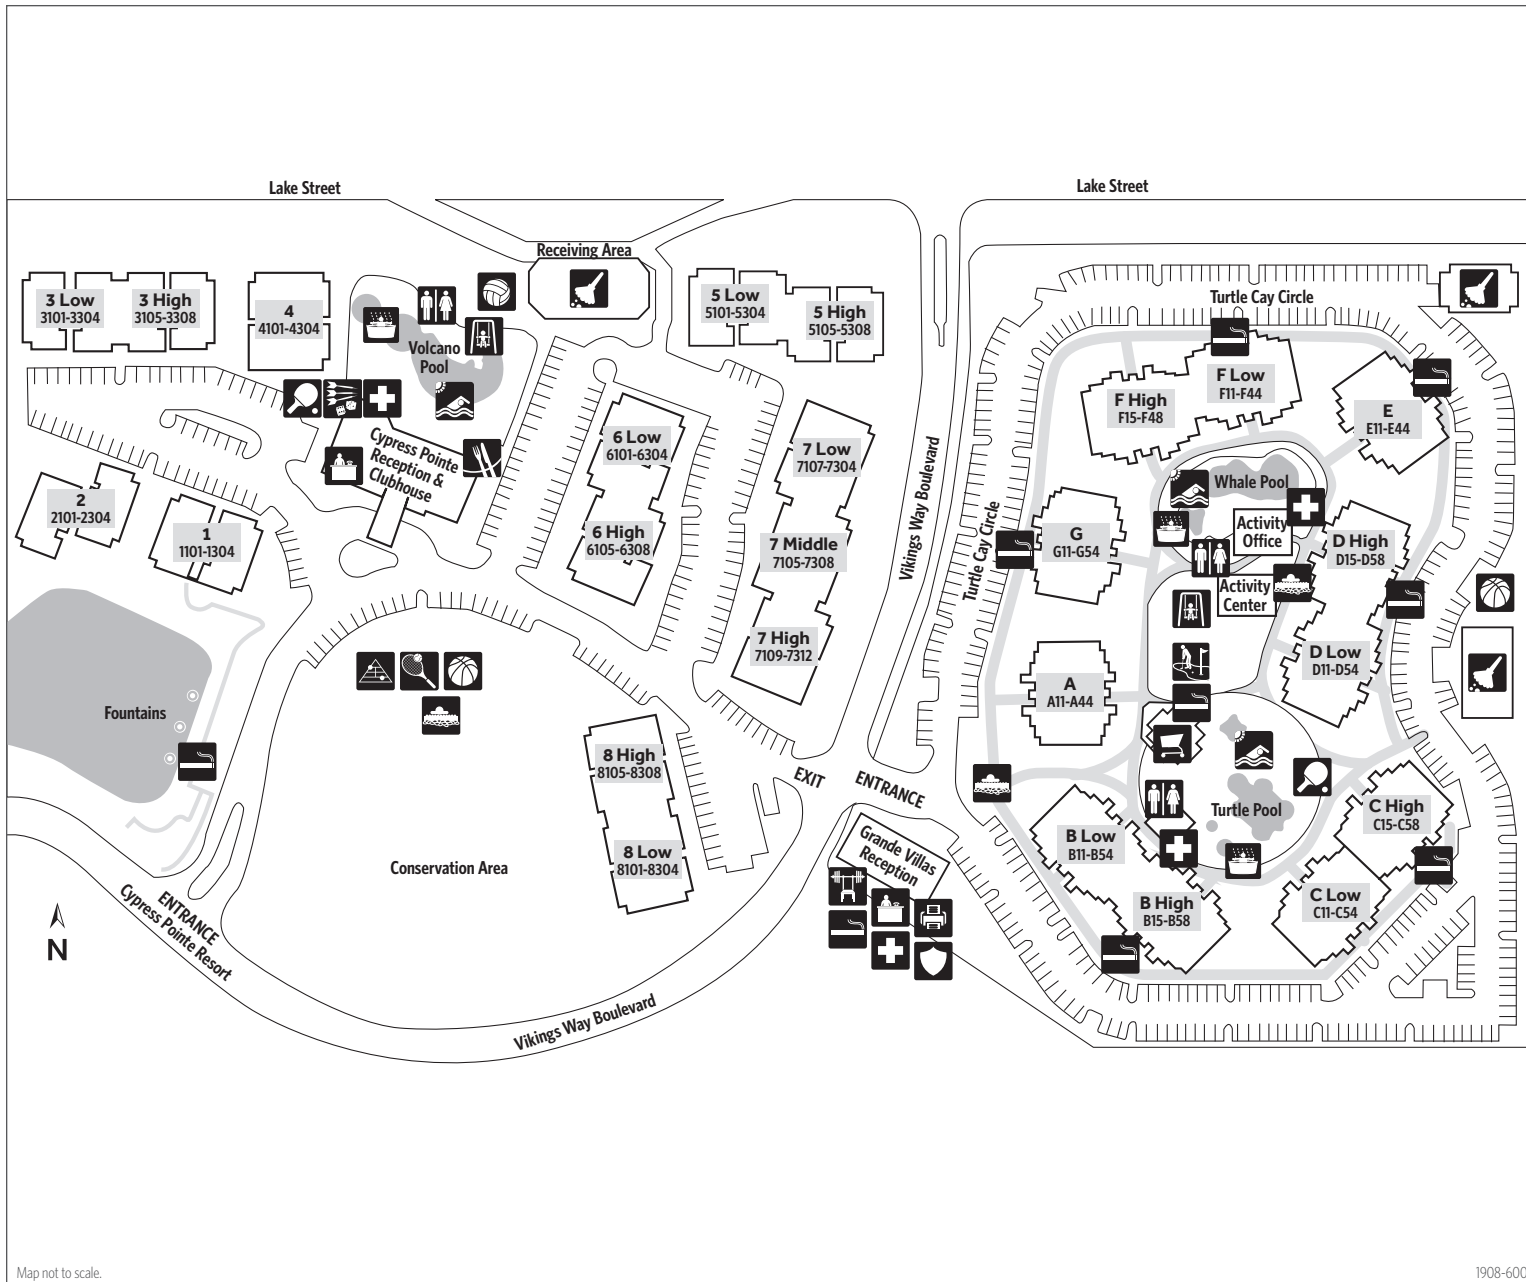 Lake Street
Lake Street
Receiving Area
3 Low
3101-3304
3 High
3105-3308
4
4101-4304
Volcano
Pool
5 Low
5101-5304
5 High
5105-5308
Turtle Cay Circle
F Low
F11-F44
F High
F15-F48
E
E11-E44
Cypress Pointe
Reception &
Clubhouse
6 Low
6101-6304
7 Low
7107-7304
Vikings Way Boulevard
Turtle Cay Circle
Whale Pool
Activity
Office
2
2101-2304
1
1101-1304
6 High
6105-6308
7 Middle
7105-7308
G
G11-G54
D High
D15-D58
Activity
Center
7 High
7109-7312
D Low
D11-D54
A
A11-A44
Fountains
8 High
8105-8308
EXIT
ENTRANCE
Turtle Pool
C High
C15-C58
B Low
B11-B54
Grande Villas
Reception
8 Low
8101-8304
Conservation Area
B High
B15-B58
C Low
C11-C54
ENTRANCE
Cypress Pointe Resort
N
Vikings Way Boulevard
Map not to scale.
1908-600